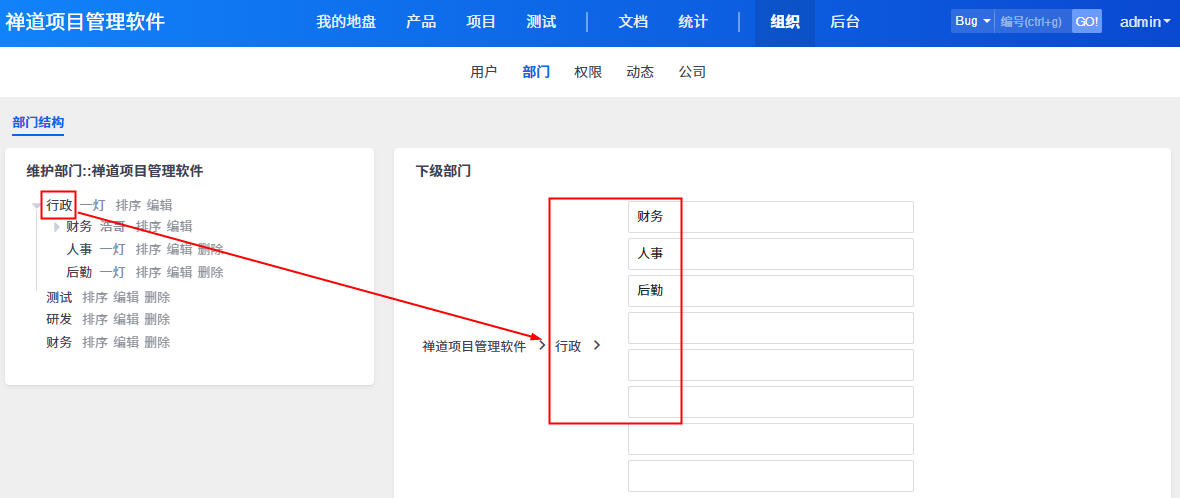 禅道项目管理软件 我的地盘 产品 项目 测试 文档 统计 组织 后台 Bug 编号(ctrl+g) GO! admin
用户 部门 权限 动态 公司
部门结构
维护部门::禅道项目管理软件
行政 一灯 排序 编辑
财务 浩哥 排序 编辑
人事 一灯 排序 编辑 删除
后勤 一灯 排序 编辑 删除
测试 排序 编辑 删除
研发 排序 编辑 删除
财务 排序 编辑 删除
下级部门
禅道项目管理软件 > 行政 >
财务
人事
后勤